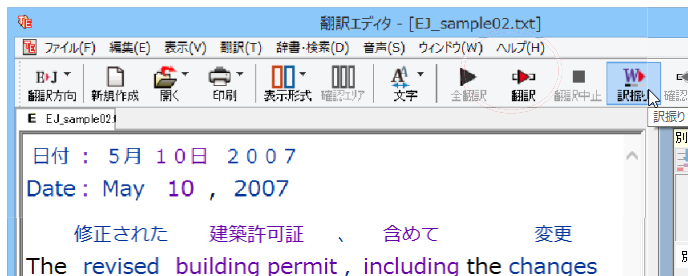 翻訳エディタ - [EJ_sample02.txt]
ファイル(F) 編集(E) 表示(V) 翻訳(T) 辞書・検索(D) 音声(S) ウィンドウ(W) ヘルプ(H)
E›J
翻訳方向 新規作成 開く 印刷 表示形式 確認エリア 文字 全翻訳 翻訳 翻訳中止 訳振り 確認
E EJ_sample02.
訳振り
別
日付 : 5月 10日 2007
Date : May 10 , 2007
修正された 建築許可証 、 含めて 変更
The revised building permit , including the changes